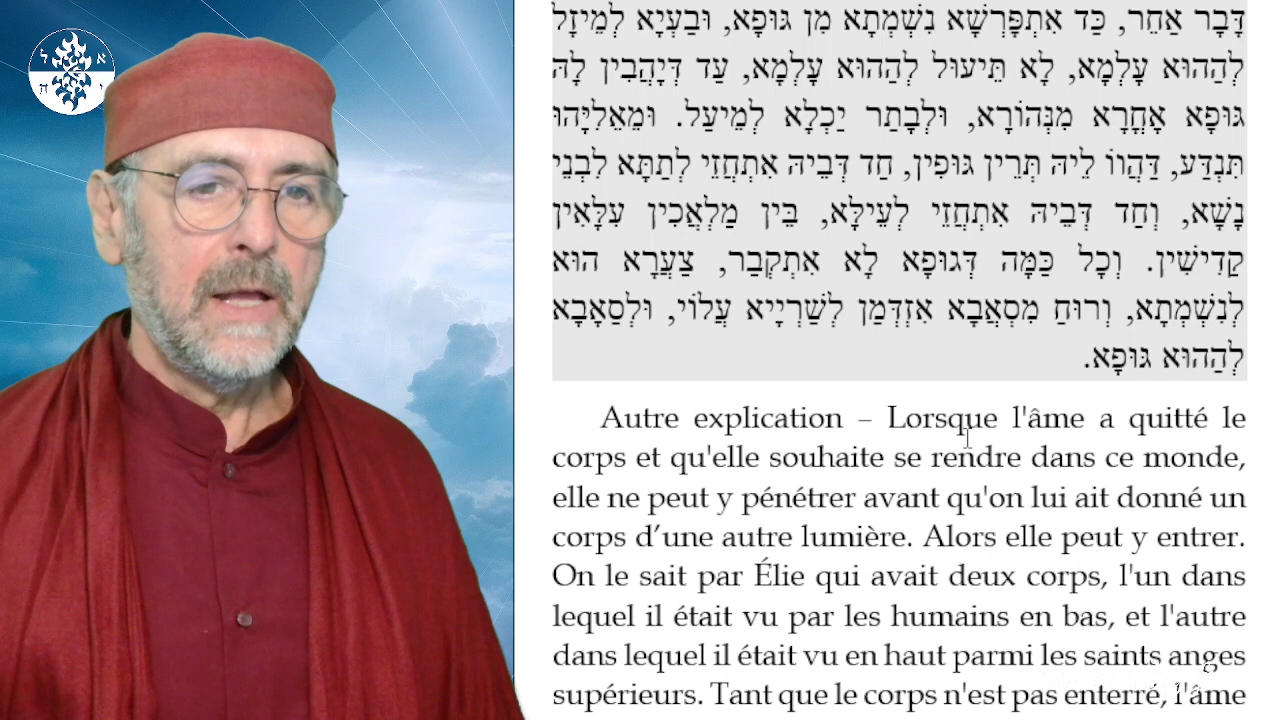 דָּבָר אַחֵר, כַּד אִתְפָּרְשָׁא נִשְׁמְתָא מִן גּוּפָא, וּבַעְיָא לְמֵיזָל
לְהַהוּא עָלְמָא, לָא תֵּיעוּל לְהַהוּא עָלְמָא, עַד דְּיָהֲבִין לָהּ
גּוּפָא אָחֳרָא מִנְּהוֹרָא, וּלְבָתַר יַכְלָא לְמֵיעַל. וּמֵאֵלִיָּהוּ
תִּנְדַּע, דַּהֲווֹ לֵיהּ תְּרֵין גּוּפִין, חַד דְּבֵיהּ אִתְחֲזֵי לְתַתָּא לִבְנֵי
נָשָׁא, וְחַד דְּבֵיהּ אִתְחֲזֵי לְעֵילָּא, בֵּין מַלְאֲכִין עִלָּאִין
קַדִישִׁין. וְכָל כַּמָּה דְּגוּפָא לָא אִתְקְבַר, צַעֲרָא הוּא
לְנִשְׁמְתָא, וְרוּחַ מִסְאֲבָא אִזְדְּמַן לְשַׁרְיָיא עֲלוֹי, וּלְסַאֲבָא
לְהַהוּא גּוּפָא.
Autre explication – Lorsque l'âme a quitté le
corps et qu'elle souhaite se rendre dans ce monde,
elle ne peut y pénétrer avant qu'on lui ait donné un
corps d’une autre lumière. Alors elle peut y entrer.
On le sait par Élie qui avait deux corps, l'un dans
lequel il était vu par les humains en bas, et l'autre
dans lequel il était vu en haut parmi les saints anges
supérieurs. Tant que le corps n'est pas enterré, l'âme